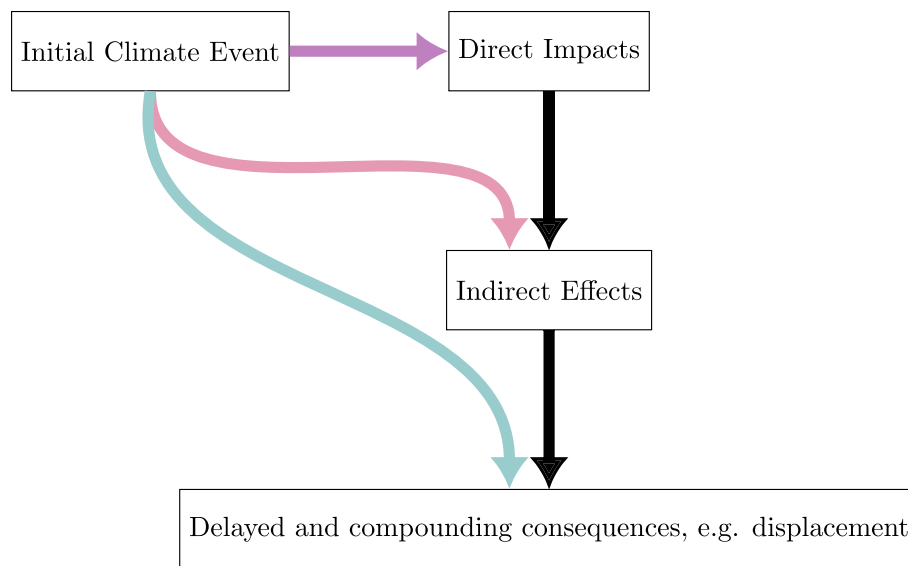 Initial Climate Event
Direct Impacts
Indirect Effects
Delayed and compounding consequences, e.g. displacement